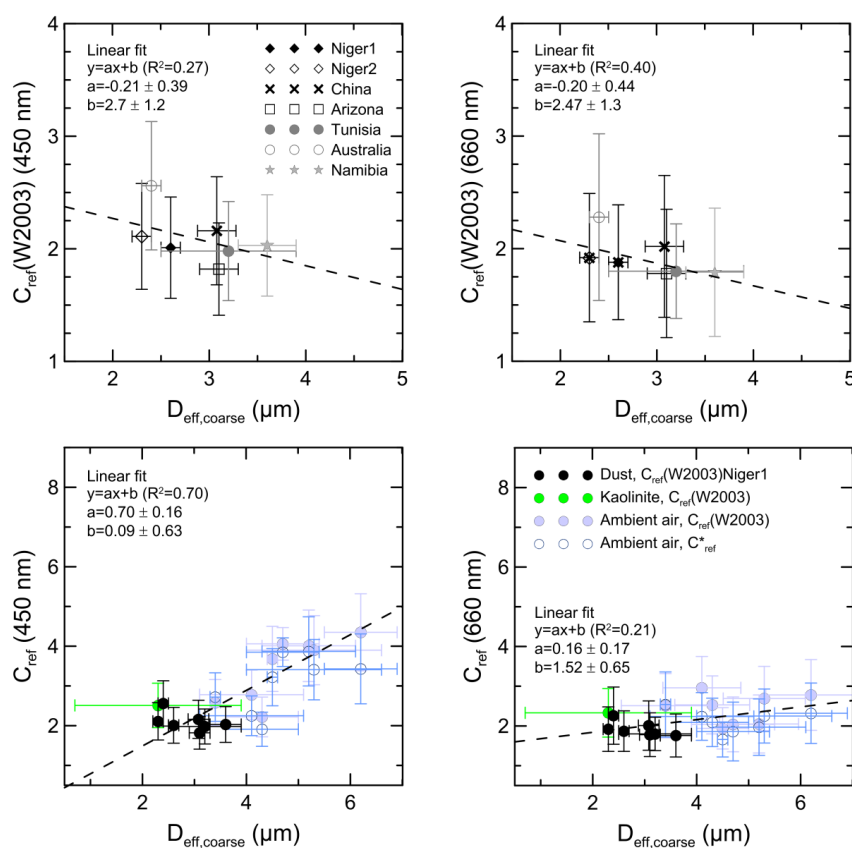 4
3
2
1
C_ref(W2003) (450 nm)
Linear fit
y=ax+b (R²=0.27)
a=-0.21 ± 0.39
b=2.7 ± 1.2
Niger1
Niger2
China
Arizona
Tunisia
Australia
Namibia
2 3 4 5
D_eff,coarse (µm)
4
3
2
1
C_ref(W2003) (660 nm)
Linear fit
y=ax+b (R²=0.40)
a=-0.20 ± 0.44
b=2.47 ± 1.3
2 3 4 5
D_eff,coarse (µm)
8
6
4
2
C_ref (450 nm)
Linear fit
y=ax+b (R²=0.70)
a=0.70 ± 0.16
b=0.09 ± 0.63
2 4 6
D_eff,coarse (µm)
8
6
4
2
C_ref (660 nm)
Dust, C_ref(W2003)Niger1
Kaolinite, C_ref(W2003)
Ambient air, C_ref(W2003)
Ambient air, C*_ref
Linear fit
y=ax+b (R²=0.21)
a=0.16 ± 0.17
b=1.52 ± 0.65
2 4 6
D_eff,coarse (µm)